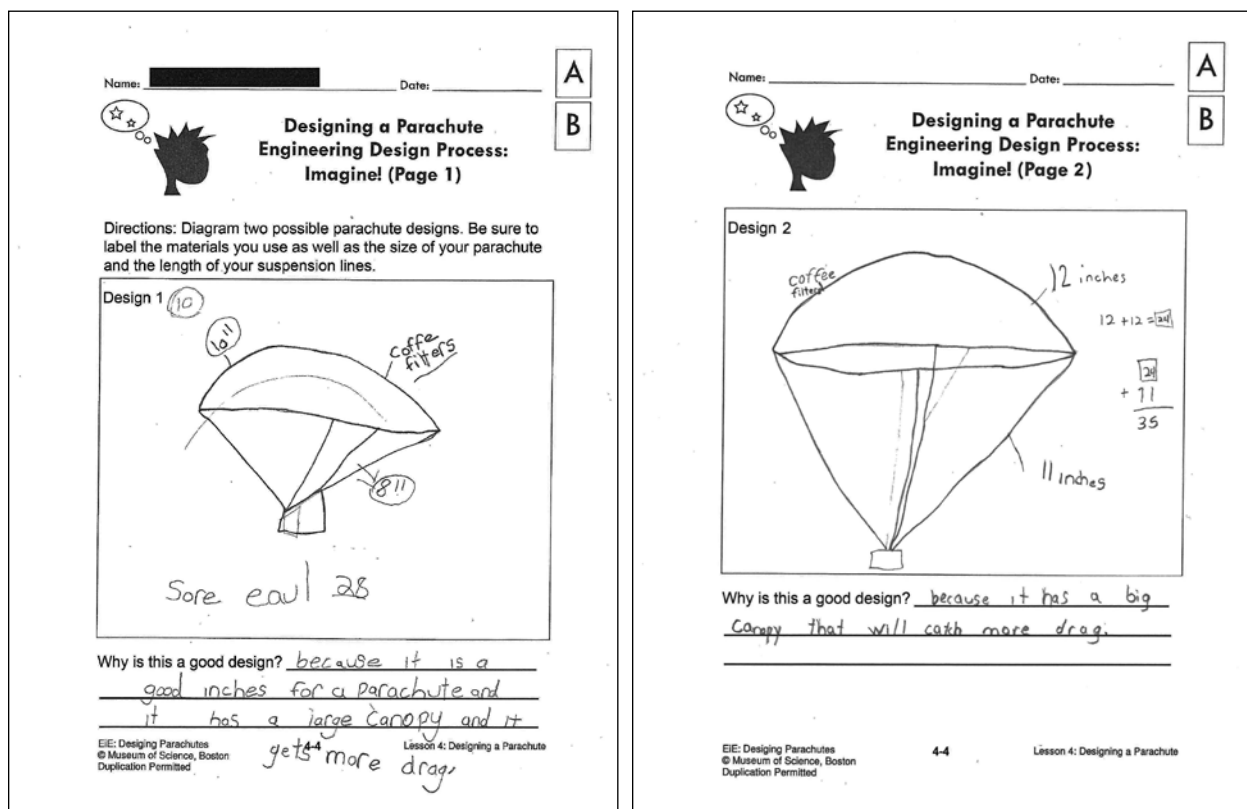 Name:
Date:
A
B
Designing a Parachute
Engineering Design Process:
Imagine! (Page 1)
Directions: Diagram two possible parachute designs. Be sure to
label the materials you use as well as the size of your parachute
and the length of your suspension lines.
Design 1
10
10"
coffe
filters
8"
Sore eaul 28
Why is this a good design? because it is a
good inches for a parachute and
it has a large canopy and it
gets more drag.
EiE: Desiging Parachutes
© Museum of Science, Boston
Duplication Permitted
4-4
Lesson 4: Designing a Parachute
Name:
Date:
A
B
Designing a Parachute
Engineering Design Process:
Imagine! (Page 2)
Design 2
coffee
filters
12 inches
12 + 12 = 24
24
+ 11
35
11 inches
Why is this a good design? because it has a big
canopy that will catch more drag.
EiE: Desiging Parachutes
© Museum of Science, Boston
Duplication Permitted
4-4
Lesson 4: Designing a Parachute